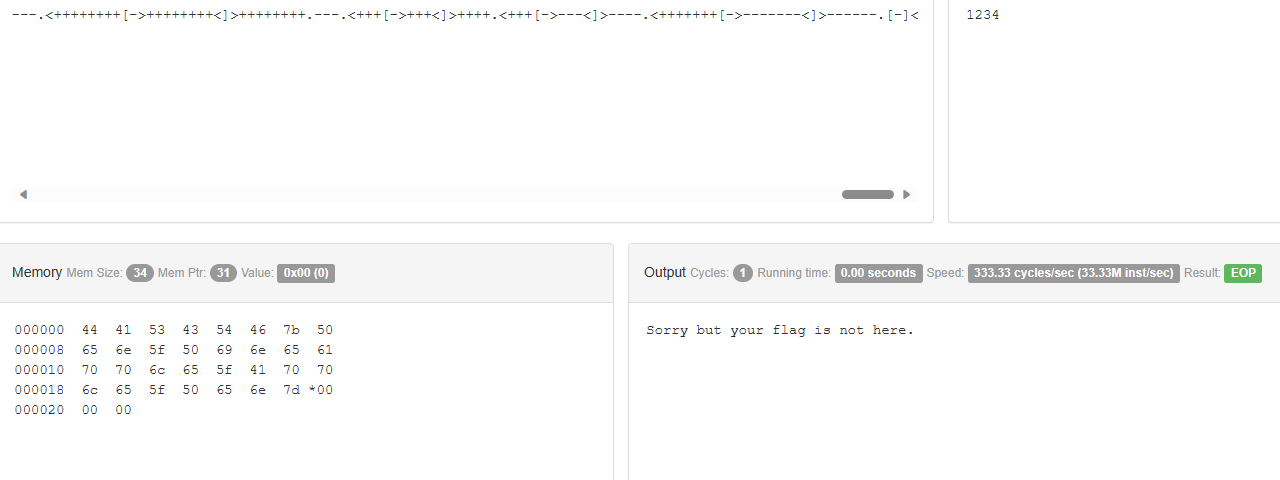 ---.<++++++++[->++++++++<]>++++++++.---.<+++[->+++<]>++++.<+++[->---<]>----.<+++++++[->-------<]>------.[-]<
1234
Memory Mem Size: 34 Mem Ptr: 31 Value: 0x00 (0)
Output Cycles: 1 Running time: 0.00 seconds Speed: 333.33 cycles/sec (33.33M inst/sec) Result: EOP
000000 44 41 53 43 54 46 7b 50
000008 65 6e 5f 50 69 6e 65 61
000010 70 70 6c 65 5f 41 70 70
000018 6c 65 5f 50 65 6e 7d *00
000020 00 00
Sorry but your flag is not here.